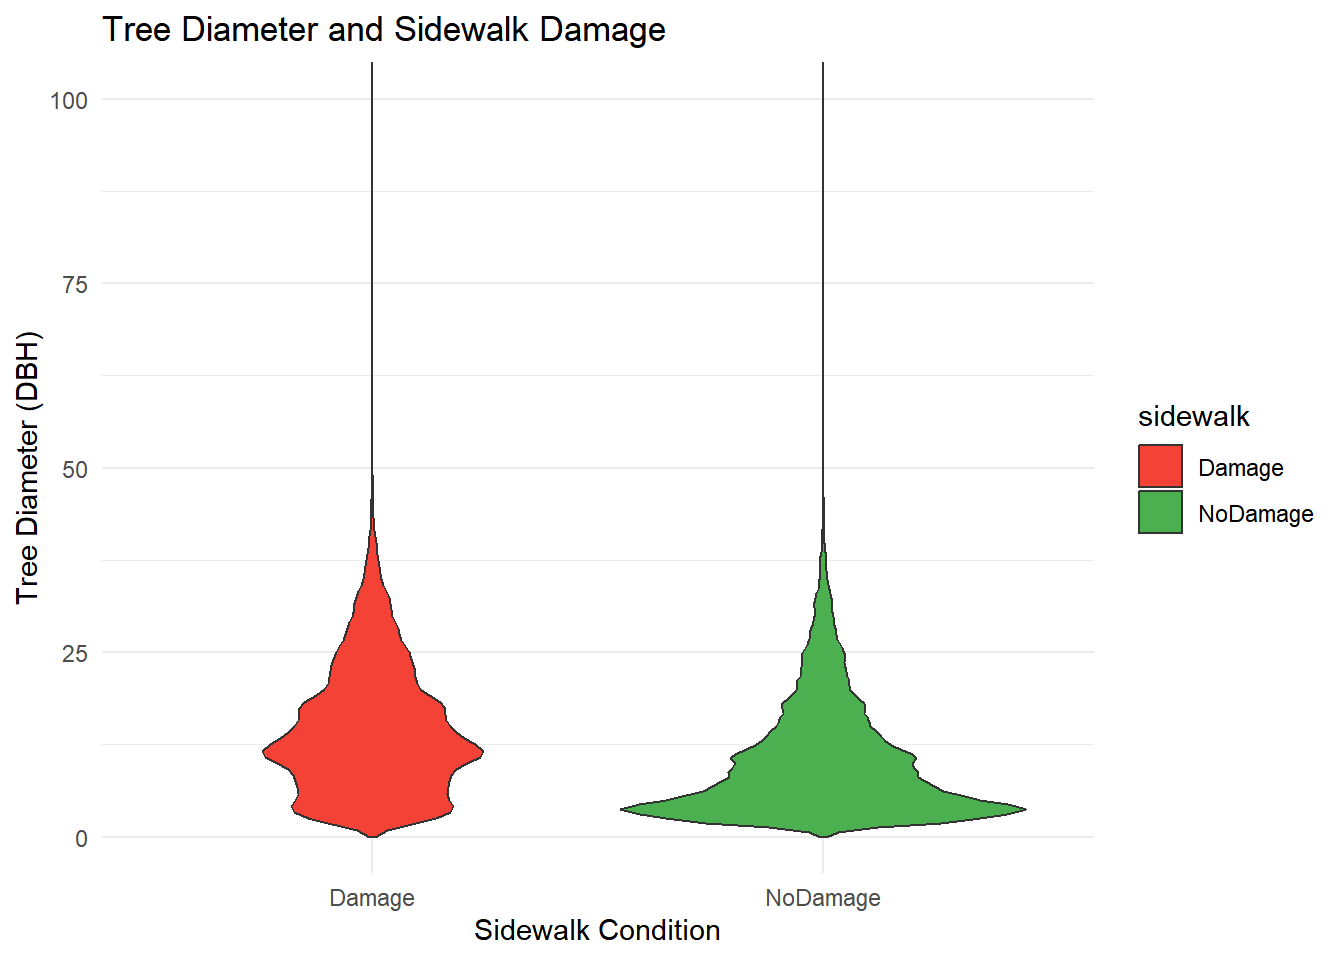 Tree Diameter and Sidewalk Damage
100
75
50
25
0
Tree Diameter (DBH)
Damage
NoDamage
Sidewalk Condition
sidewalk
Damage
NoDamage